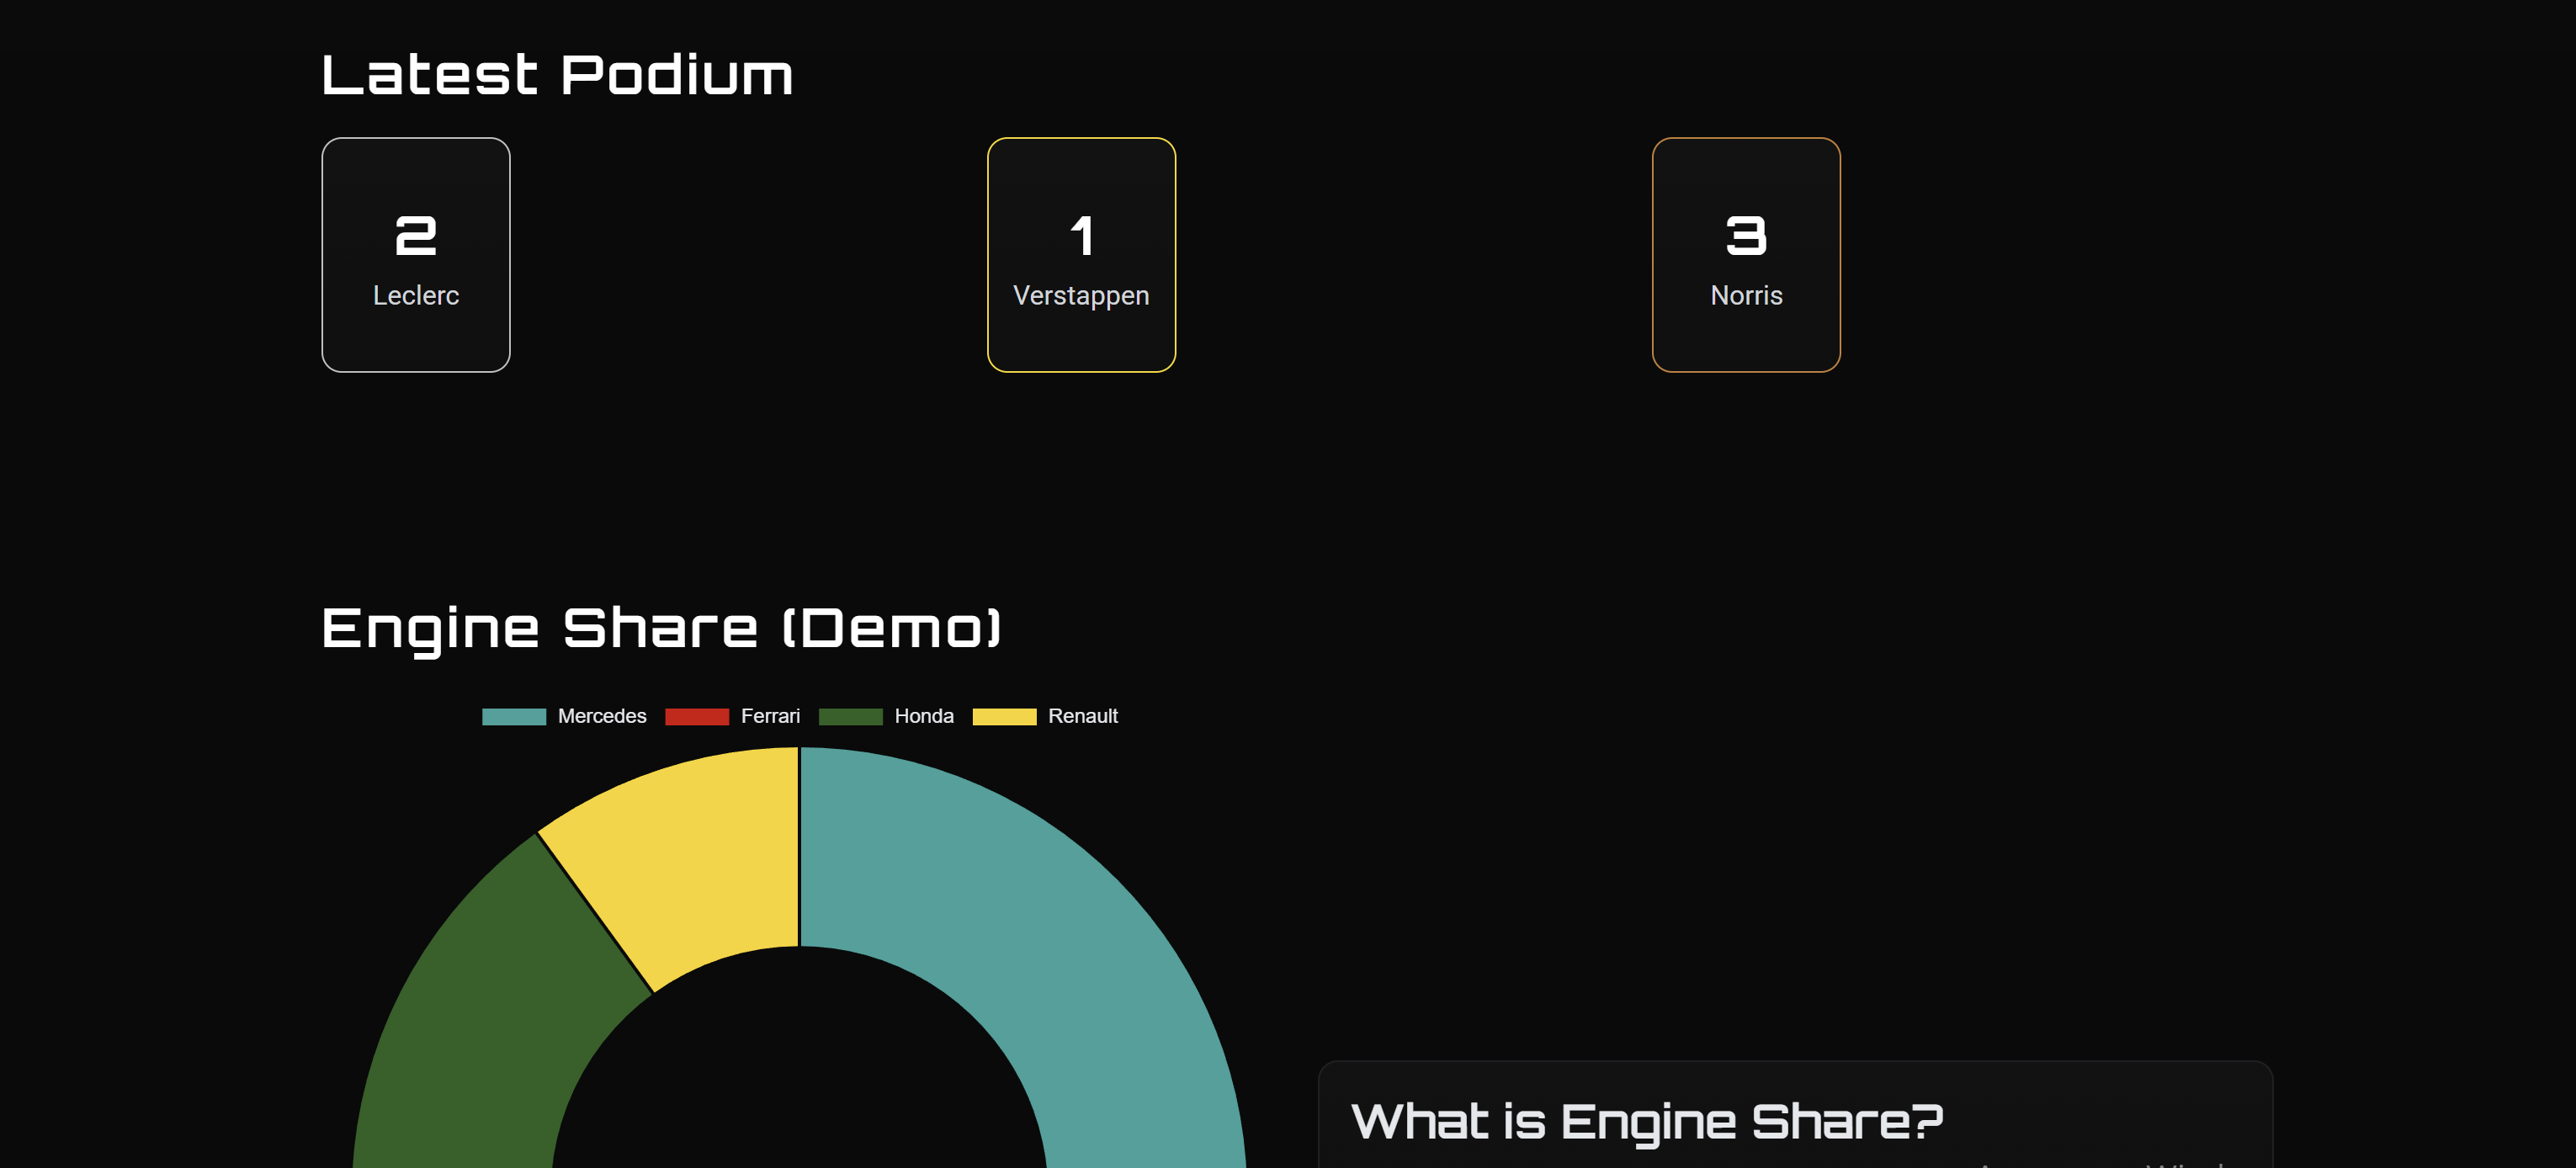 Latest Podium
2
Leclerc
1
Verstappen
3
Norris
Engine Share (Demo)
Mercedes Ferrari Honda Renault
What is Engine Share?